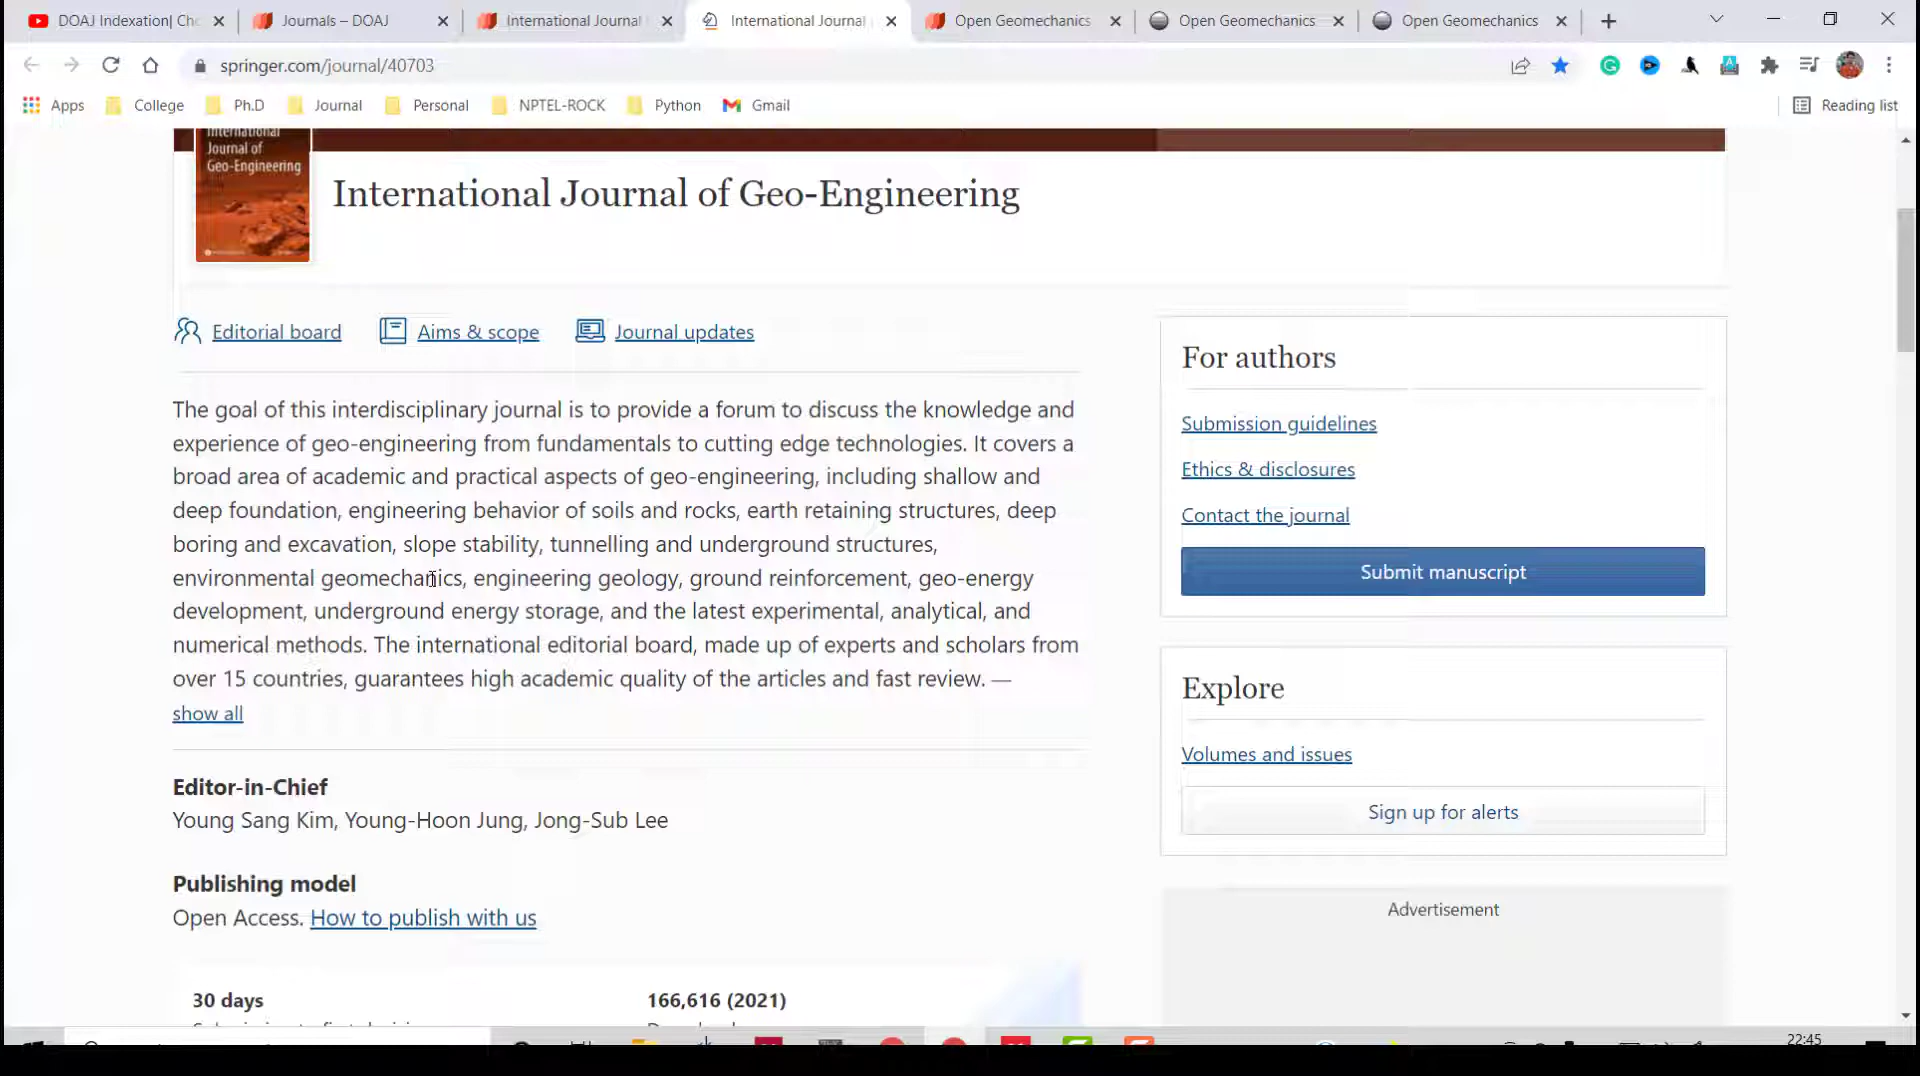 DOAJ Indexation| Ch
Journals – DOAJ
International Journal
International Journal
Open Geomechanics
Open Geomechanics
Open Geomechanics
springer.com/journal/40703
Apps
College
Ph.D
Journal
Personal
NPTEL-ROCK
Python
Gmail
Reading list
International
Journal of
Geo-Engineering
International Journal of Geo-Engineering
Editorial board
Aims & scope
Journal updates
The goal of this interdisciplinary journal is to provide a forum to discuss the knowledge and
experience of geo-engineering from fundamentals to cutting edge technologies. It covers a
broad area of academic and practical aspects of geo-engineering, including shallow and
deep foundation, engineering behavior of soils and rocks, earth retaining structures, deep
boring and excavation, slope stability, tunnelling and underground structures,
environmental geomechanics, engineering geology, ground reinforcement, geo-energy
development, underground energy storage, and the latest experimental, analytical, and
numerical methods. The international editorial board, made up of experts and scholars from
over 15 countries, guarantees high academic quality of the articles and fast review. —
show all
Editor-in-Chief
Young Sang Kim, Young-Hoon Jung, Jong-Sub Lee
Publishing model
Open Access. How to publish with us
30 days
166,616 (2021)
For authors
Submission guidelines
Ethics & disclosures
Contact the journal
Submit manuscript
Explore
Volumes and issues
Sign up for alerts
Advertisement
22:45